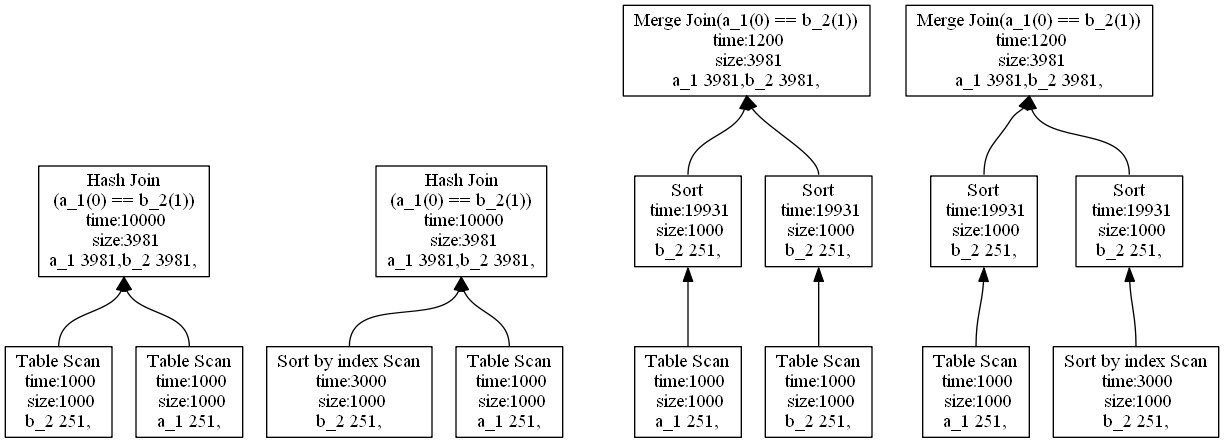 Hash Join
(a_1(0) == b_2(1))
time:10000
size:3981
a_1 3981,b_2 3981,
Table Scan
time:1000
size:1000
b_2 251,
Table Scan
time:1000
size:1000
a_1 251,
Hash Join
(a_1(0) == b_2(1))
time:10000
size:3981
a_1 3981,b_2 3981,
Sort by index Scan
time:3000
size:1000
b_2 251,
Table Scan
time:1000
size:1000
a_1 251,
Merge Join(a_1(0) == b_2(1))
time:1200
size:3981
a_1 3981,b_2 3981,
Sort
time:19931
size:1000
b_2 251,
Sort
time:19931
size:1000
b_2 251,
Table Scan
time:1000
size:1000
a_1 251,
Table Scan
time:1000
size:1000
b_2 251,
Merge Join(a_1(0) == b_2(1))
time:1200
size:3981
a_1 3981,b_2 3981,
Sort
time:19931
size:1000
b_2 251,
Sort
time:19931
size:1000
b_2 251,
Table Scan
time:1000
size:1000
a_1 251,
Sort by index Scan
time:3000
size:1000
b_2 251,